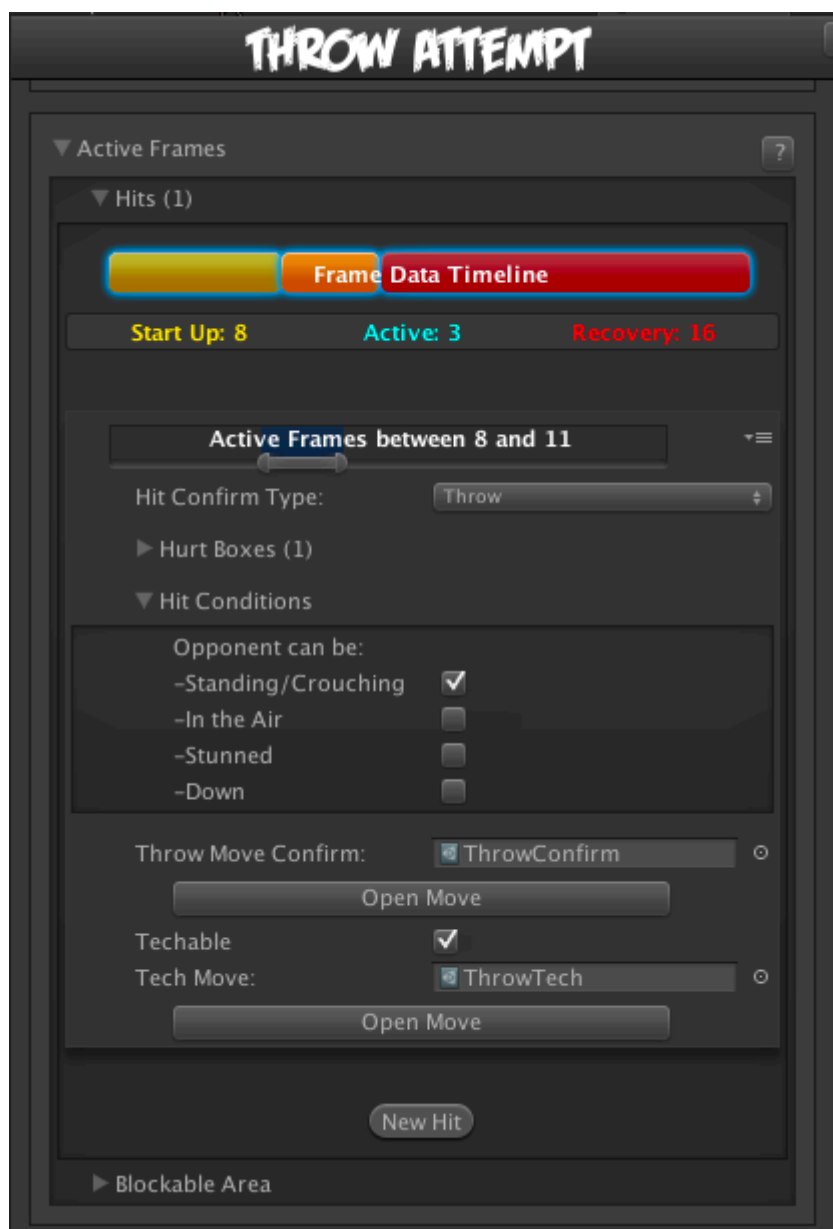 THROW ATTEMPT
Active Frames
?
Hits (1)
Frame Data Timeline
Start Up: 8 Active: 3 Recovery: 16
Active Frames between 8 and 11
Hit Confirm Type: Throw
Hurt Boxes (1)
Hit Conditions
Opponent can be:
-Standing/Crouching
-In the Air
-Stunned
-Down
Throw Move Confirm: ThrowConfirm
Open Move
Techable
Tech Move: ThrowTech
Open Move
New Hit
Blockable Area